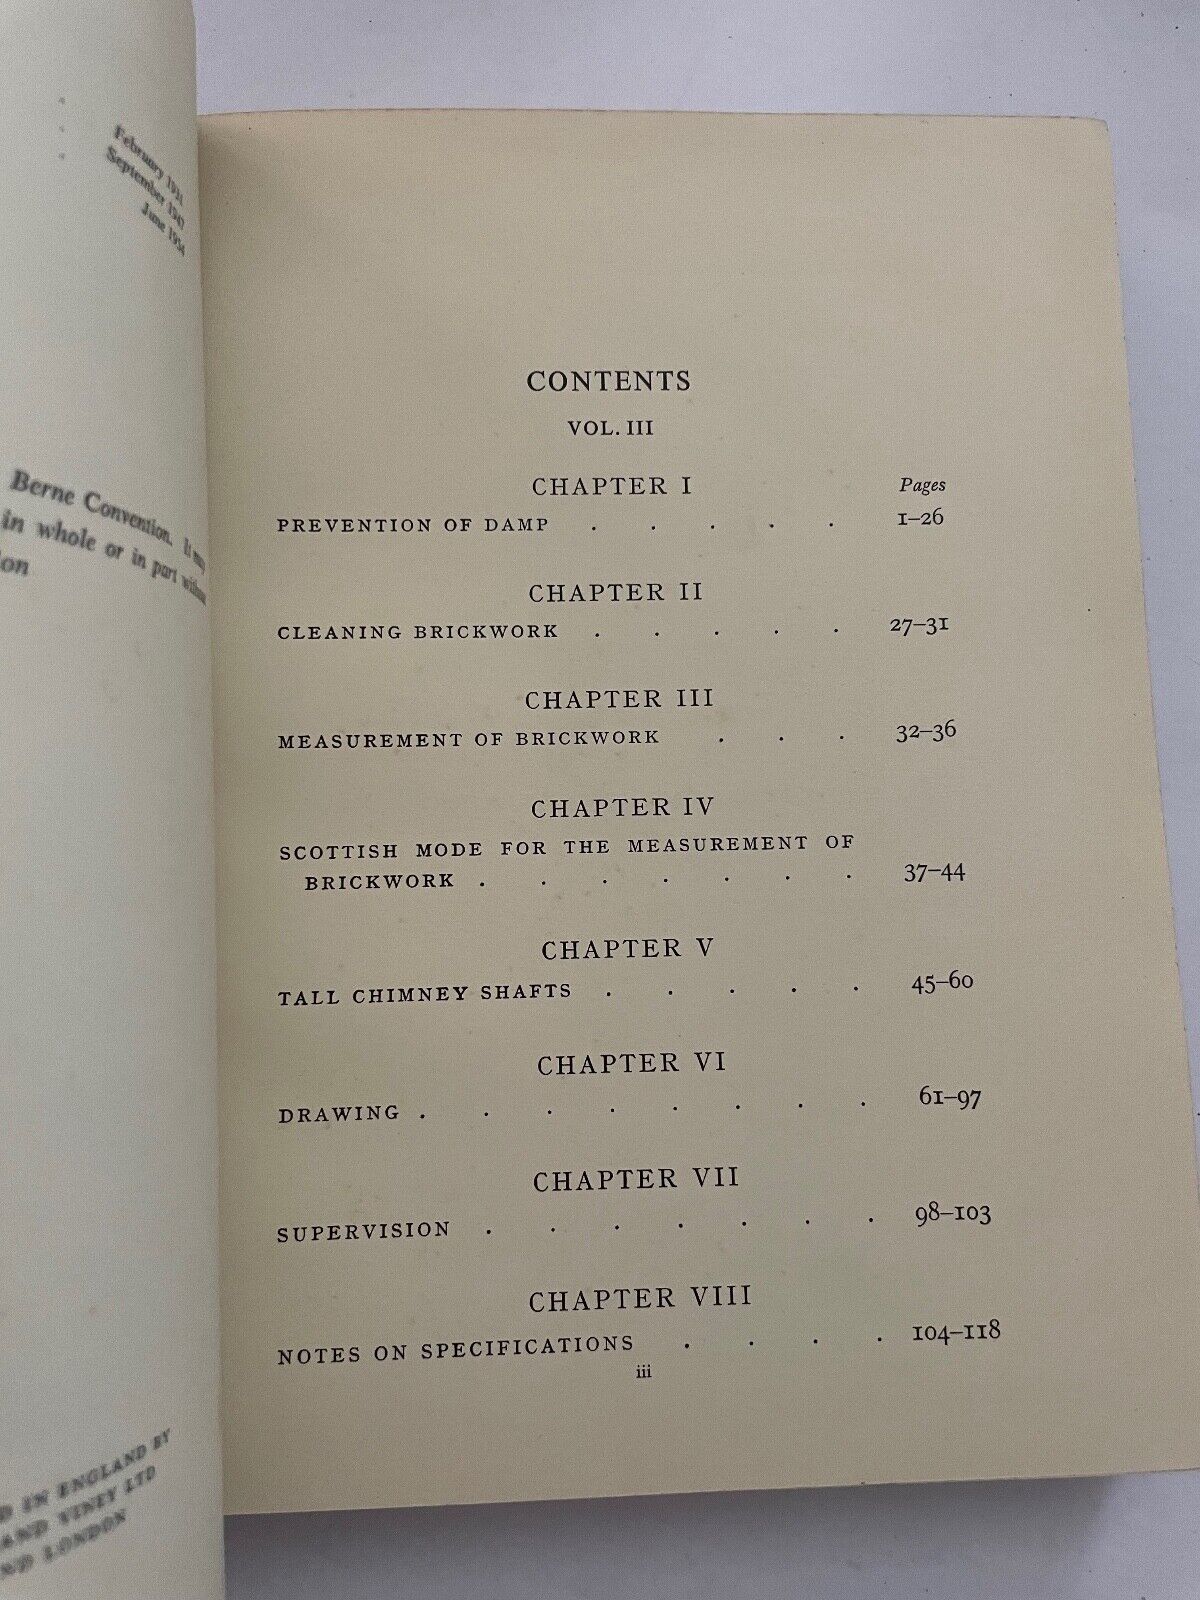 February 1931
September 1947
June 1954
Berne Convention. It may
in whole or in part without
ion
D IN ENGLAND BY
AND VINEY LTD
ND LONDON
CONTENTS
VOL. III
CHAPTER I
Pages
PREVENTION OF DAMP . . . . . 1–26
CHAPTER II
CLEANING BRICKWORK . . . . . 27–31
CHAPTER III
MEASUREMENT OF BRICKWORK . . . 32–36
CHAPTER IV
SCOTTISH MODE FOR THE MEASUREMENT OF
BRICKWORK . . . . . . . 37–44
CHAPTER V
TALL CHIMNEY SHAFTS . . . . . 45–60
CHAPTER VI
DRAWING . . . . . . . . 61–97
CHAPTER VII
SUPERVISION . . . . . . . 98–103
CHAPTER VIII
NOTES ON SPECIFICATIONS . . . . 104–118
iii